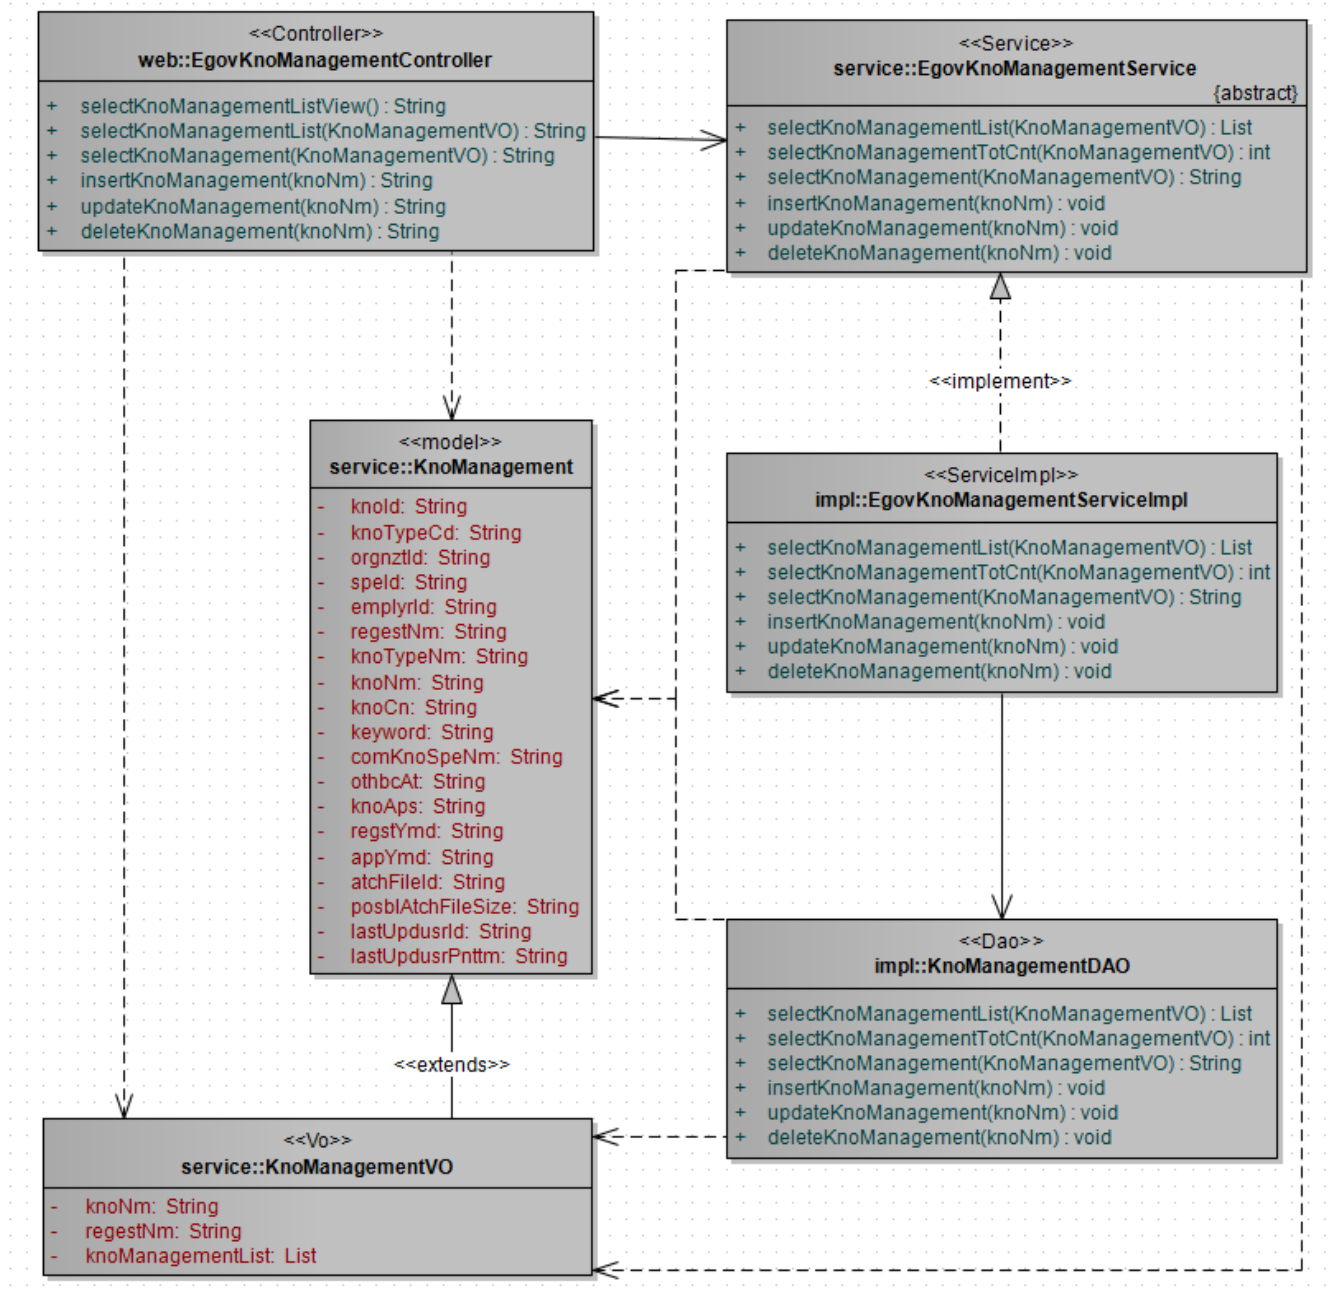 <<Controller>>
web::EgovKnoManagementController
+ selectKnoManagementListView() : String
+ selectKnoManagementList(KnoManagementVO) : String
+ selectKnoManagement(KnoManagementVO) : String
+ insertKnoManagement(knoNm) : String
+ updateKnoManagement(knoNm) : String
+ deleteKnoManagement(knoNm) : String
<<Service>>
service::EgovKnoManagementService
{abstract}
+ selectKnoManagementList(KnoManagementVO) : List
+ selectKnoManagementTotCnt(KnoManagementVO) : int
+ selectKnoManagement(KnoManagementVO) : String
+ insertKnoManagement(knoNm) : void
+ updateKnoManagement(knoNm) : void
+ deleteKnoManagement(knoNm) : void
<<implement>>
<<model>>
service::KnoManagement
- knoId: String
- knoTypeCd: String
- orgnztId: String
- speId: String
- emplyrId: String
- regestNm: String
- knoTypeNm: String
- knoNm: String
- knoCn: String
- keyword: String
- comKnoSpeNm: String
- othbcAt: String
- knoAps: String
- regstYmd: String
- appYmd: String
- atchFileId: String
- posblAtchFileSize: String
- lastUpdusrId: String
- lastUpdusrPnttm: String
<<ServiceImpl>>
impl::EgovKnoManagementServiceImpl
+ selectKnoManagementList(KnoManagementVO) : List
+ selectKnoManagementTotCnt(KnoManagementVO) : int
+ selectKnoManagement(KnoManagementVO) : String
+ insertKnoManagement(knoNm) : void
+ updateKnoManagement(knoNm) : void
+ deleteKnoManagement(knoNm) : void
<<Dao>>
impl::KnoManagementDAO
+ selectKnoManagementList(KnoManagementVO) : List
+ selectKnoManagementTotCnt(KnoManagementVO) : int
+ selectKnoManagement(KnoManagementVO) : String
+ insertKnoManagement(knoNm) : void
+ updateKnoManagement(knoNm) : void
+ deleteKnoManagement(knoNm) : void
<<extends>>
<<Vo>>
service::KnoManagementVO
- knoNm: String
- regestNm: String
- knoManagementList: List